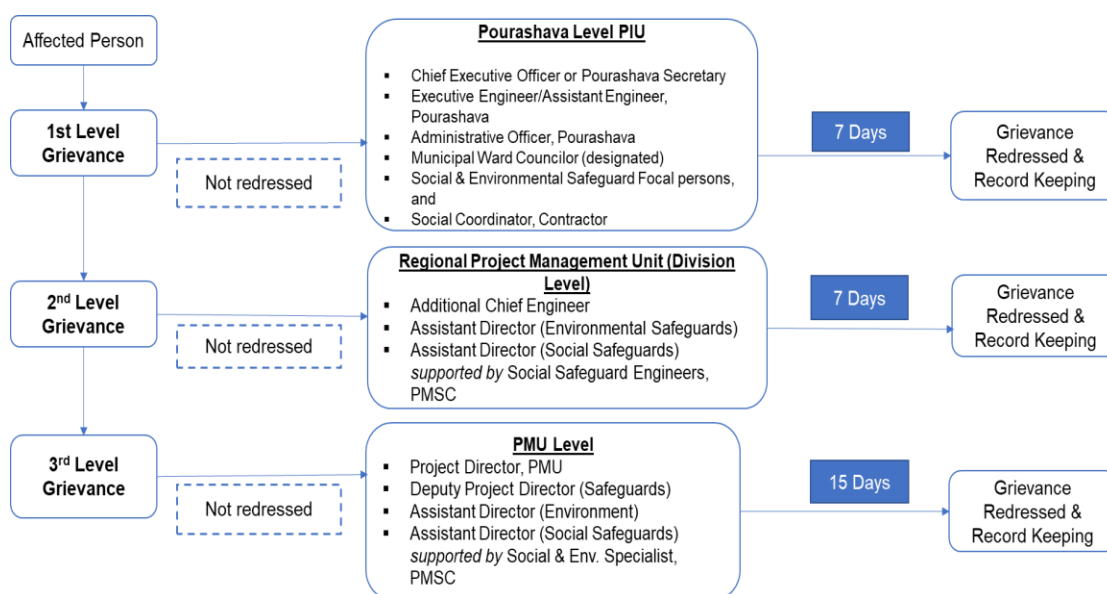 Affected Person
1st Level
Grievance
Not redressed
Pourashava Level PIU
▪ Chief Executive Officer or Pourashava Secretary
▪ Executive Engineer/Assistant Engineer,
Pourashava
▪ Administrative Officer, Pourashava
▪ Municipal Ward Councilor (designated)
▪ Social & Environmental Safeguard Focal persons,
and
▪ Social Coordinator, Contractor
7 Days
Grievance
Redressed &
Record Keeping
2nd Level
Grievance
Not redressed
Regional Project Management Unit (Division
Level)
▪ Additional Chief Engineer
▪ Assistant Director (Environmental Safeguards)
▪ Assistant Director (Social Safeguards)
supported by Social Safeguard Engineers,
PMSC
7 Days
Grievance
Redressed &
Record Keeping
3rd Level
Grievance
Not redressed
PMU Level
▪ Project Director, PMU
▪ Deputy Project Director (Safeguards)
▪ Assistant Director (Environment)
▪ Assistant Director (Social Safeguards)
supported by Social & Env. Specialist,
PMSC
15 Days
Grievance
Redressed &
Record Keeping